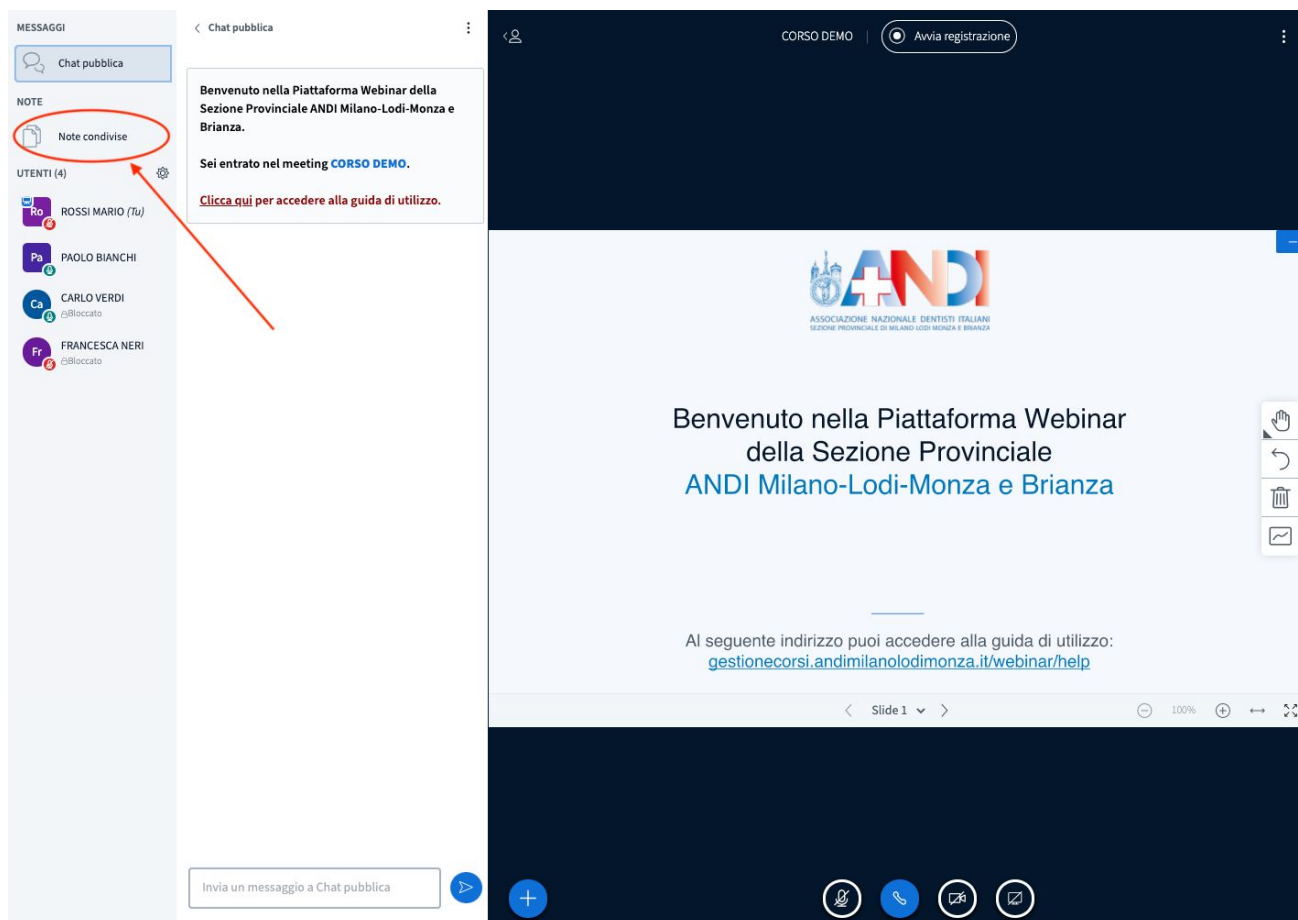 MESSAGGI
Chat pubblica
NOTE
Note condivise
UTENTI (4)
Ro
ROSSI MARIO (Tu)
Pa
PAOLO BIANCHI
Ca
CARLO VERDI
Bloccato
Fr
FRANCESCA NERI
Bloccato
Chat pubblica
Benvenuto nella Piattaforma Webinar della
Sezione Provinciale ANDI Milano-Lodi-Monza e
Brianza.
Sei entrato nel meeting CORSO DEMO.
Clicca qui per accedere alla guida di utilizzo.
Invia un messaggio a Chat pubblica
CORSO DEMO
Avvia registrazione
ANDI
ASSOCIAZIONE NAZIONALE DENTISTI ITALIANI
SEZIONE PROVINCIALE DI MILANO LODI MONZA E BRIANZA
Benvenuto nella Piattaforma Webinar
della Sezione Provinciale
ANDI Milano-Lodi-Monza e Brianza
Al seguente indirizzo puoi accedere alla guida di utilizzo:
gestionecorsi.andimilanolodimonza.it/webinar/help
Slide 1
100%